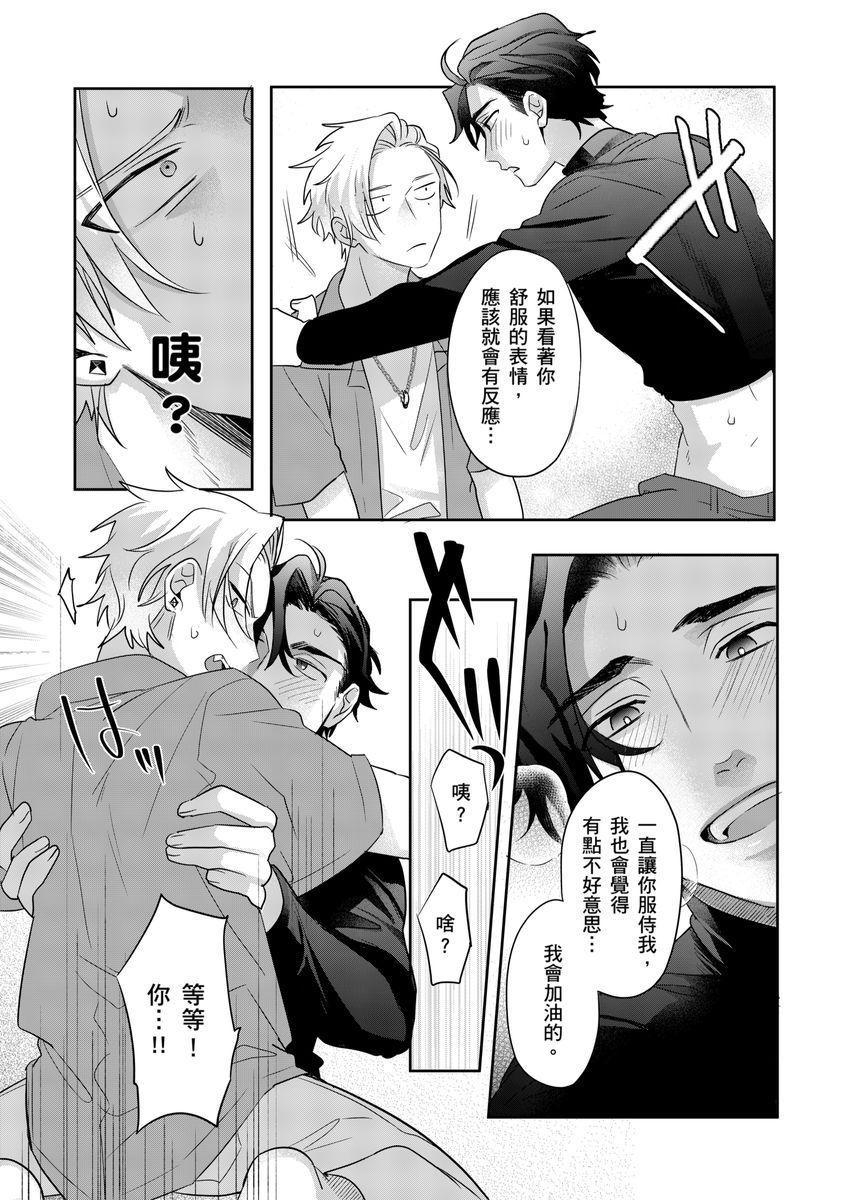 如果看著你
舒服的表情，
應該就會有反應…
咦？
一直讓你服侍我，
我也會覺得
有點不好意思…
我會加油的。
咦？
啥？
はっ
等等！
你…!!